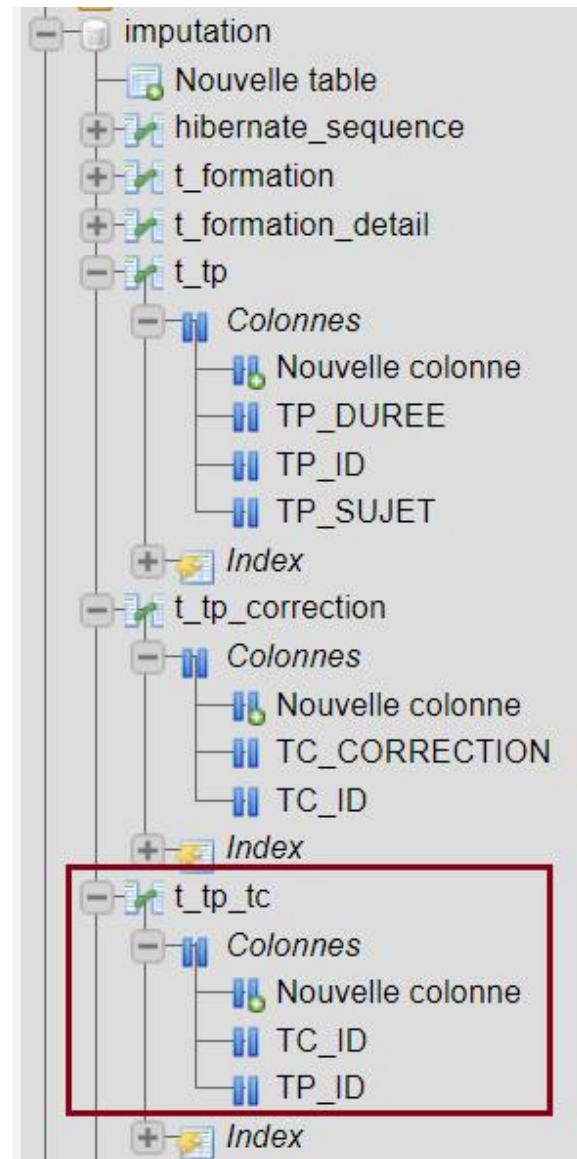 imputation
Nouvelle table
hibernate_sequence
t_formation
t_formation_detail
t_tp
Colonnes
Nouvelle colonne
TP_DUREE
TP_ID
TP_SUJET
Index
t_tp_correction
Colonnes
Nouvelle colonne
TC_CORRECTION
TC_ID
Index
t_tp_tc
Colonnes
Nouvelle colonne
TC_ID
TP_ID
Index